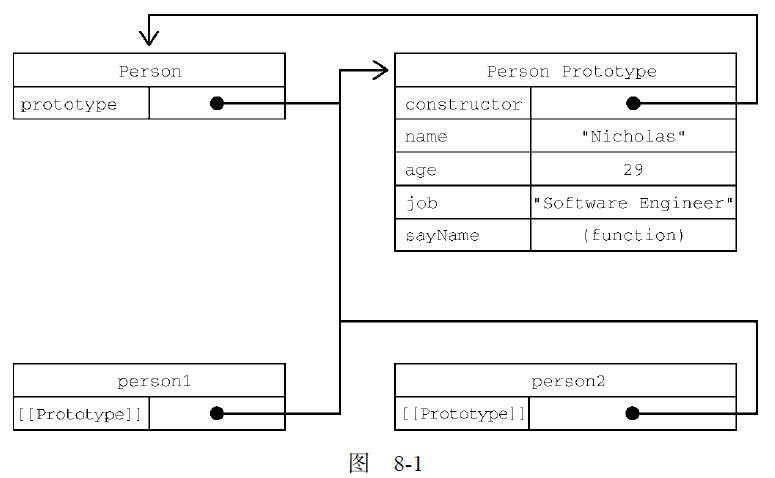 Person
prototype
Person Prototype
constructor
name "Nicholas"
age 29
job "Software Engineer"
sayName (function)
person1
[[Prototype]]
person2
[[Prototype]]
图 8-1